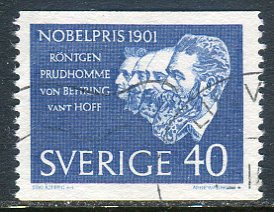 NOBELPRIS 1901
RÖNTGEN
PRUDHOMME
VON BEHRING
VANT HOFF
SVERIGE 40